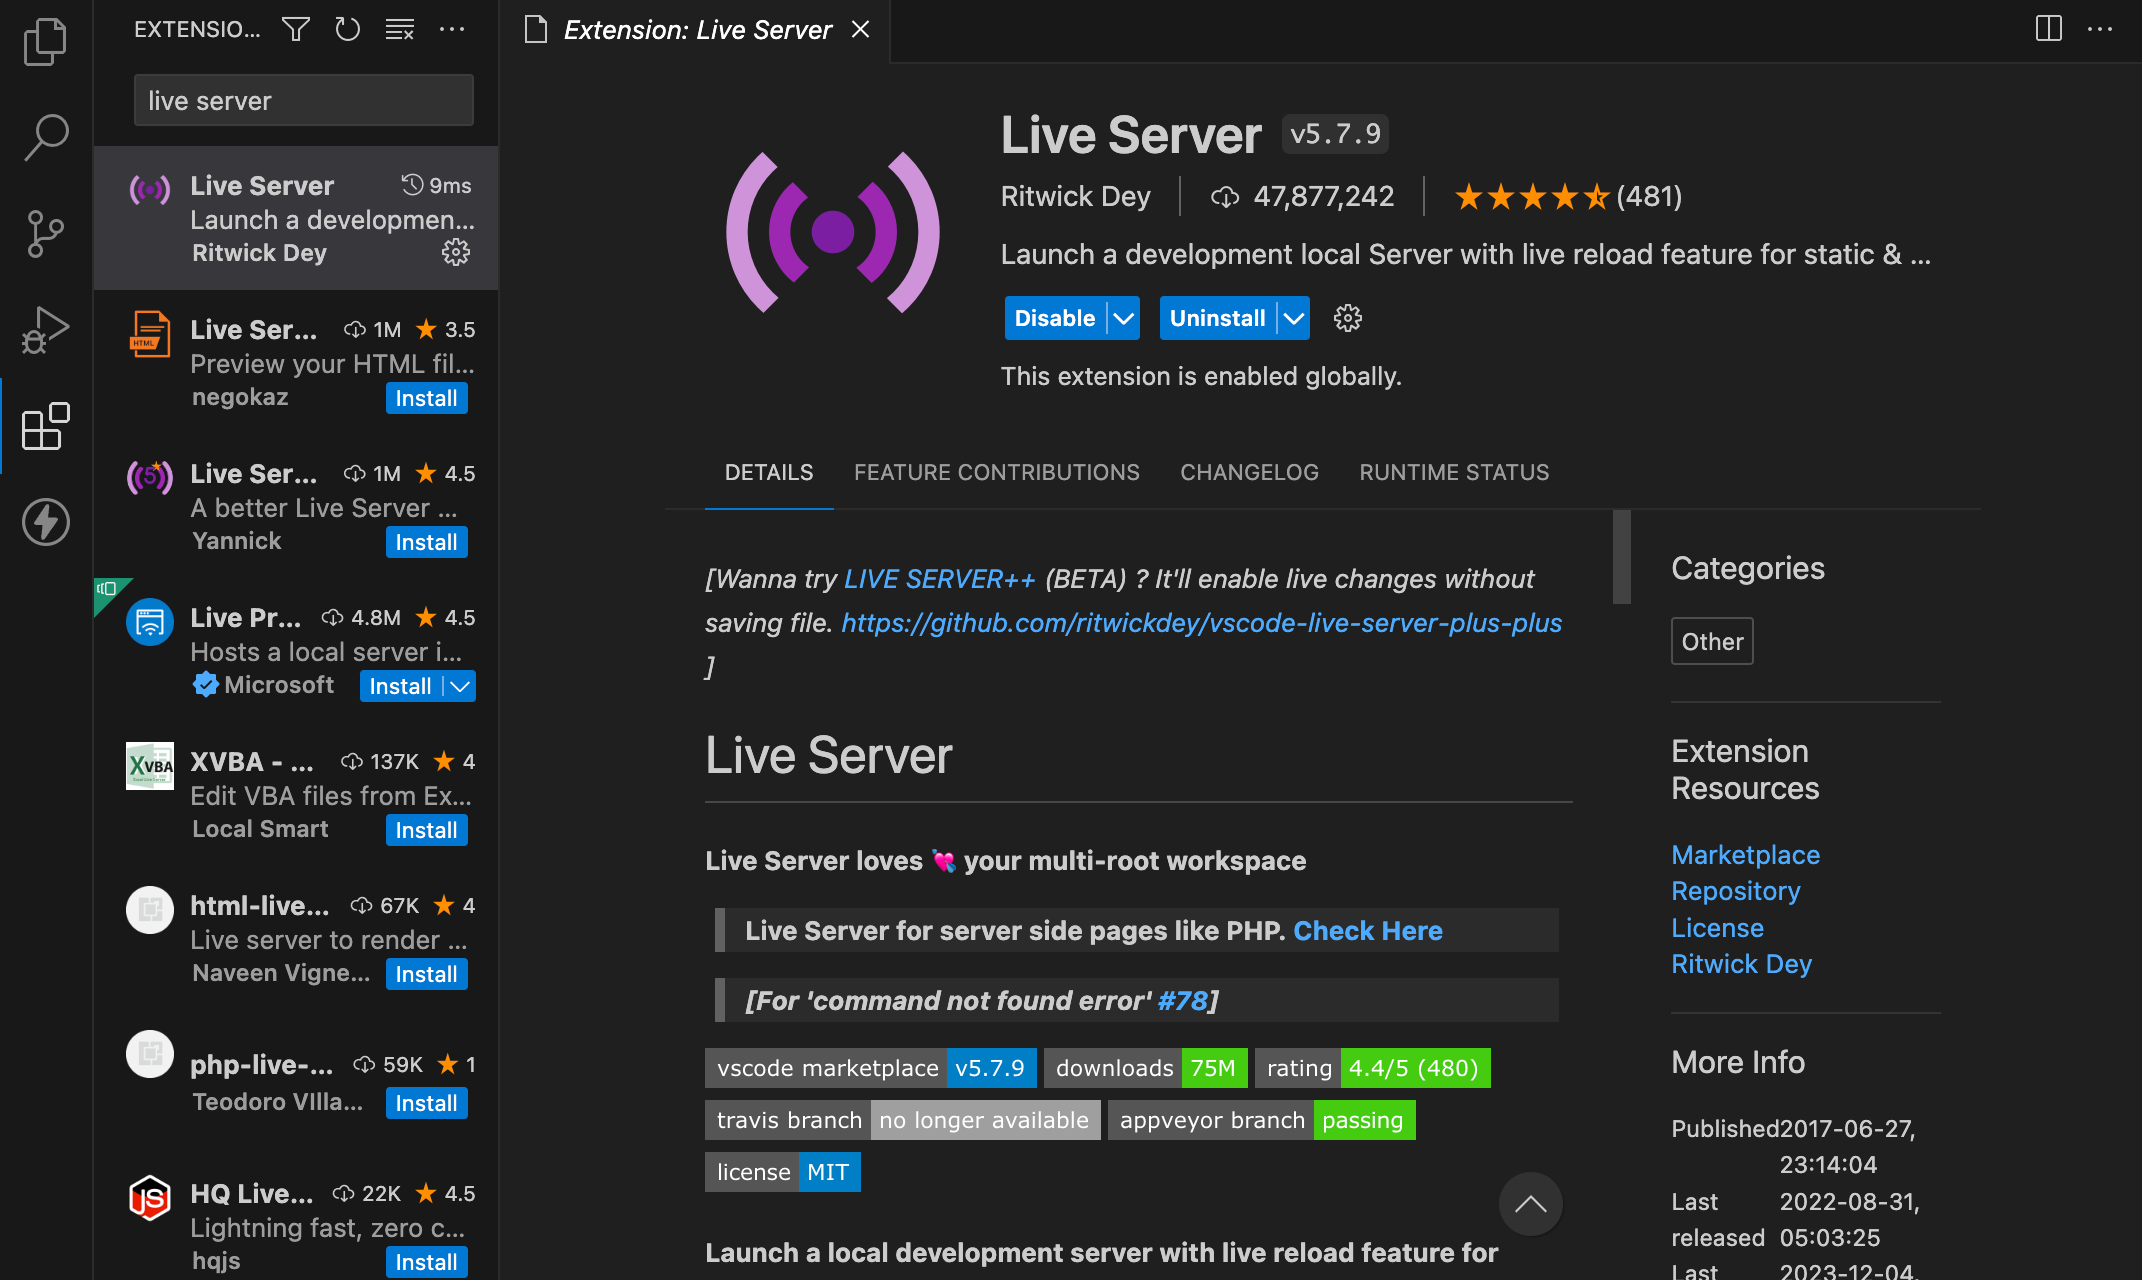 EXTENSIO...
live server
Live Server 9ms
Launch a developmen...
Ritwick Dey
Live Ser... 1M 3.5
Preview your HTML fil...
negokaz Install
Live Ser... 1M 4.5
A better Live Server ...
Yannick Install
Live Pr... 4.8M 4.5
Hosts a local server i...
Microsoft Install
XVBA - ... 137K 4
Edit VBA files from Ex...
Local Smart Install
html-live... 67K 4
Live server to render ...
Naveen Vigne... Install
php-live-... 59K 1
Teodoro VIlla... Install
HQ Live... 22K 4.5
Lightning fast, zero c...
hqjs Install
HTML
5
XVBA
JS
Extension: Live Server
Live Server v5.7.9
Ritwick Dey 47,877,242 (481)
Launch a development local Server with live reload feature for static & ...
Disable Uninstall
This extension is enabled globally.
DETAILS FEATURE CONTRIBUTIONS CHANGELOG RUNTIME STATUS
[Wanna try LIVE SERVER++ (BETA) ? It'll enable live changes without
saving file. https://github.com/ritwickdey/vscode-live-server-plus-plus
]
Live Server
Live Server loves 💘 your multi-root workspace
Live Server for server side pages like PHP. Check Here
[For 'command not found error' #78]
vscode marketplace v5.7.9 downloads 75M rating 4.4/5 (480)
travis branch no longer available appveyor branch passing
license MIT
Launch a local development server with live reload feature for
Categories
Other
Extension
Resources
Marketplace
Repository
License
Ritwick Dey
More Info
Published 2017-06-27,
23:14:04
Last 2022-08-31,
released 05:03:25
Last 2023-12-04,